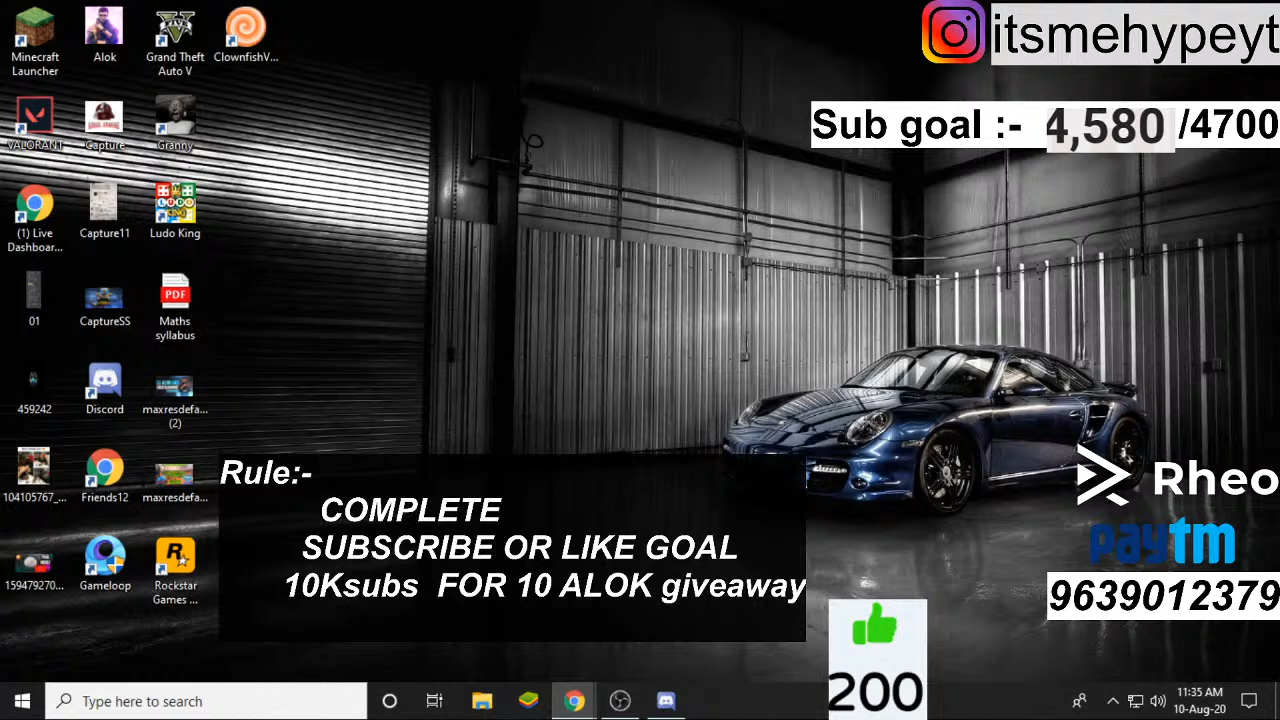 Minecraft
Launcher
Alok
Grand Theft
Auto V
ClownfishV...
VALORANT
Capture
Granny
(1) Live
Dashboar...
Capture11
Ludo King
01
CaptureSS
PDF
Maths
syllabus
459242
Discord
maxresdefa...
(2)
104105767_...
Friends12
maxresdefa...
159479270...
Gameloop
Rockstar
Games ...
itsmehypeyt
Sub goal :- 4,580 /4700
Rule:-
COMPLETE
SUBSCRIBE OR LIKE GOAL
10Ksubs FOR 10 ALOK giveaway
Rheo
paytm
9639012379
200
Type here to search
11:35 AM
10-Aug-20